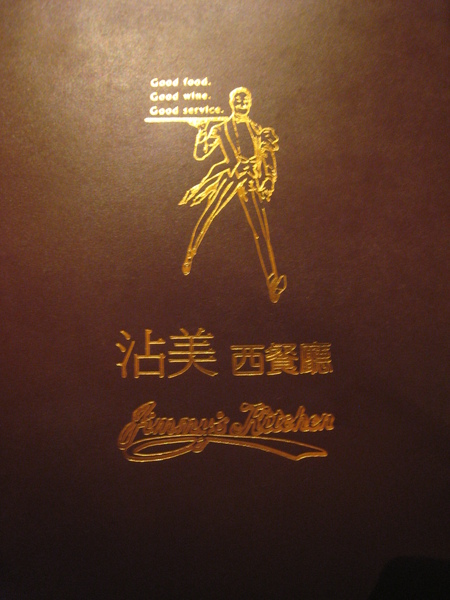 Good food.
Good wine.
Good service.
沾美 西餐廳
Jimmy's Kitchen